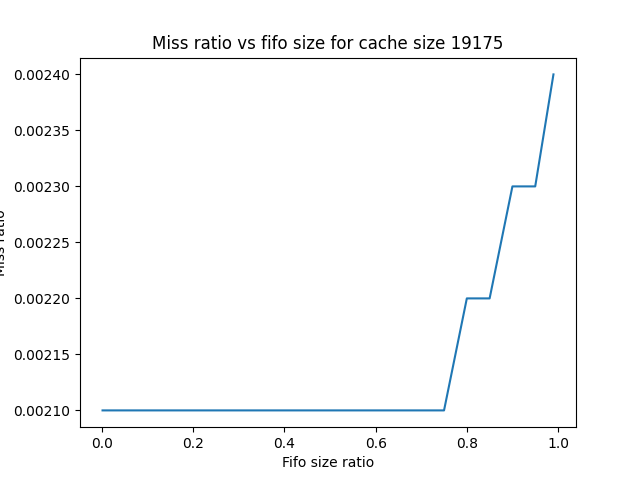 Miss ratio vs fifo size for cache size 19175
0.00240
0.00235
0.00230
0.00225
0.00220
0.00215
0.00210
Miss ratio
0.0 0.2 0.4 0.6 0.8 1.0
Fifo size ratio